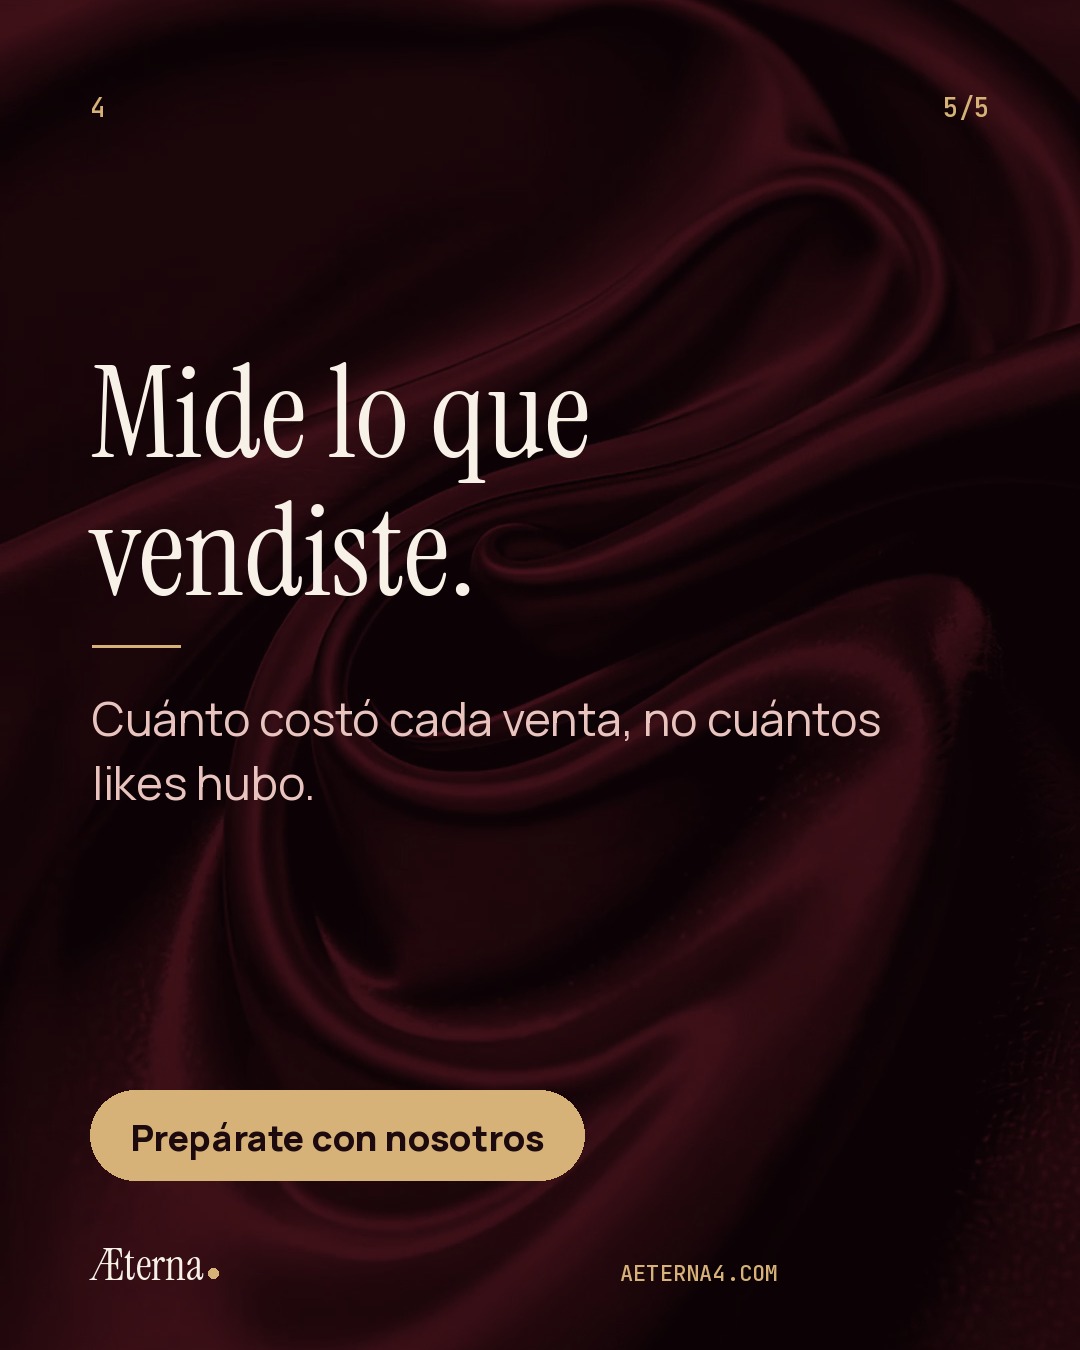 4
5/5
Mide lo que
vendiste.
Cuánto costó cada venta, no cuántos
likes hubo.
Prepárate con nosotros
Æterna.
AETERNA4.COM